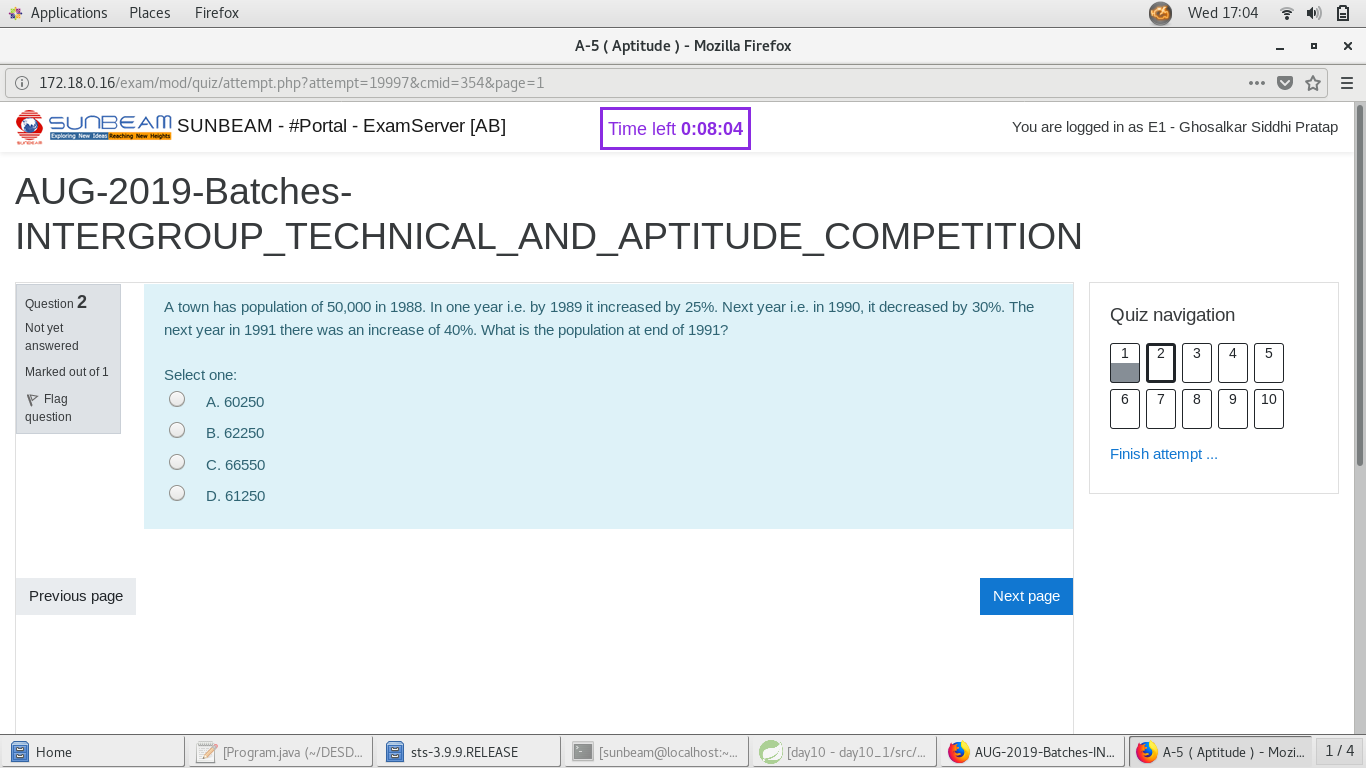 Applications Places Firefox Wed 17:04
A-5 ( Aptitude ) - Mozilla Firefox
172.18.0.16/exam/mod/quiz/attempt.php?attempt=19997&cmid=354&page=1
SUNBEAM
Exploring New Ideas Reaching New Heights
SUNBEAM
SUNBEAM - #Portal - ExamServer [AB]
Time left 0:08:04
You are logged in as E1 - Ghosalkar Siddhi Pratap
AUG-2019-Batches-
INTERGROUP_TECHNICAL_AND_APTITUDE_COMPETITION
Question 2
Not yet
answered
Marked out of 1
Flag
question
A town has population of 50,000 in 1988. In one year i.e. by 1989 it increased by 25%. Next year i.e. in 1990, it decreased by 30%. The
next year in 1991 there was an increase of 40%. What is the population at end of 1991?
Select one:
A. 60250
B. 62250
C. 66550
D. 61250
Quiz navigation
1 2 3 4 5
6 7 8 9 10
Finish attempt ...
Previous page
Next page
Home [Program.java (~/DESD... sts-3.9.9.RELEASE [sunbeam@localhost:~... [day10 - day10_1/src/... AUG-2019-Batches-IN... A-5 ( Aptitude ) - Mozi... 1 / 4